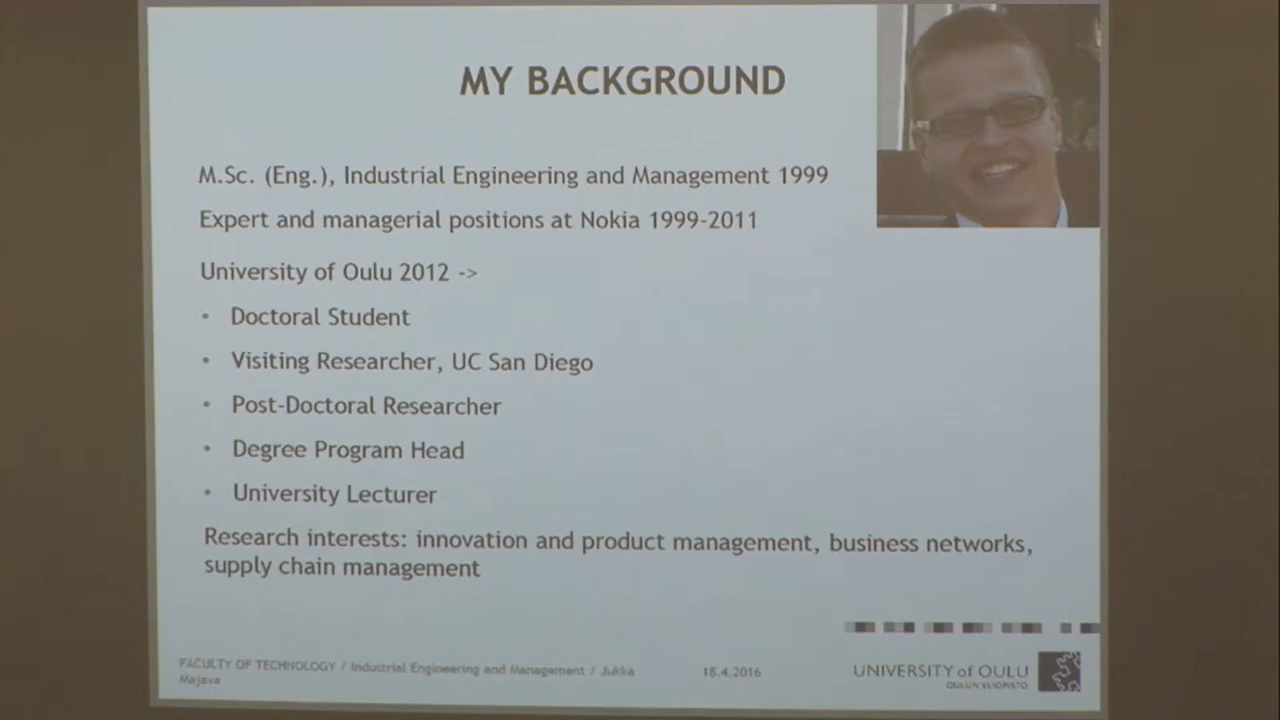 MY BACKGROUND
M.Sc. (Eng.), Industrial Engineering and Management 1999
Expert and managerial positions at Nokia 1999-2011
University of Oulu 2012 ->
• Doctoral Student
• Visiting Researcher, UC San Diego
• Post-Doctoral Researcher
• Degree Program Head
• University Lecturer
Research interests: innovation and product management, business networks,
supply chain management
FACULTY OF TECHNOLOGY / Industrial Engineering and Management / Jukka
Majava
18.4.2016
UNIVERSITY of OULU
OULUN YLIOPISTO